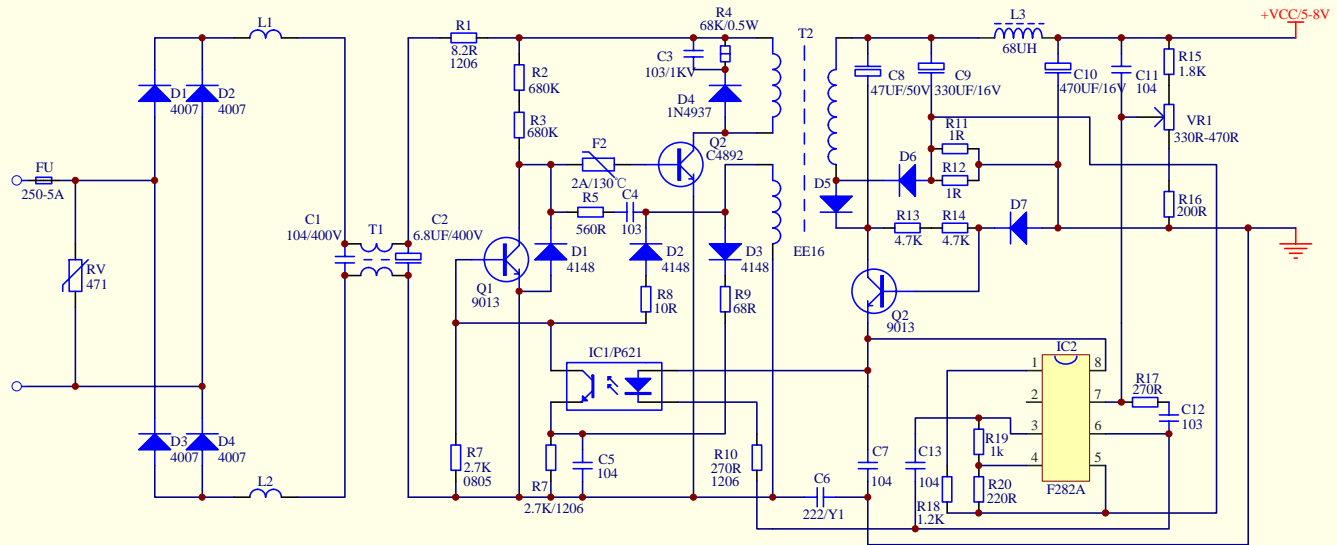 +VCC/5-8V
L1
R1
8.2R
1206
R4
68K/0.5W
C3
103/1KV
T2
L3
68UH
R2
680K
R3
680K
D4
1N4937
C8
47UF/50V
C9
330UF/16V
C10
470UF/16V
C11
104
R15
1.8K
VR1
330R-470R
D1
4007
D2
4007
F2
2A/130℃
Q2
C4892
R11
1R
R12
1R
D6
D5
FU
250-5A
R5
560R
C4
103
R13
4.7K
R14
4.7K
D7
R16
200R
C1
104/400V
T1
C2
6.8UF/400V
EE16
RV
471
Q1
9013
D1
4148
D2
4148
D3
4148
R8
10R
R9
68R
Q2
9013
IC1/P621
IC2
1
2
3
4
8
7
6
5
F282A
R17
270R
C12
103
D3
4007
D4
4007
R7
2.7K
0805
R7
2.7K/1206
C5
104
R10
270R
1206
C7
104
C13
104
R19
1k
R20
220R
R18
1.2K
C6
222/Y1
L2